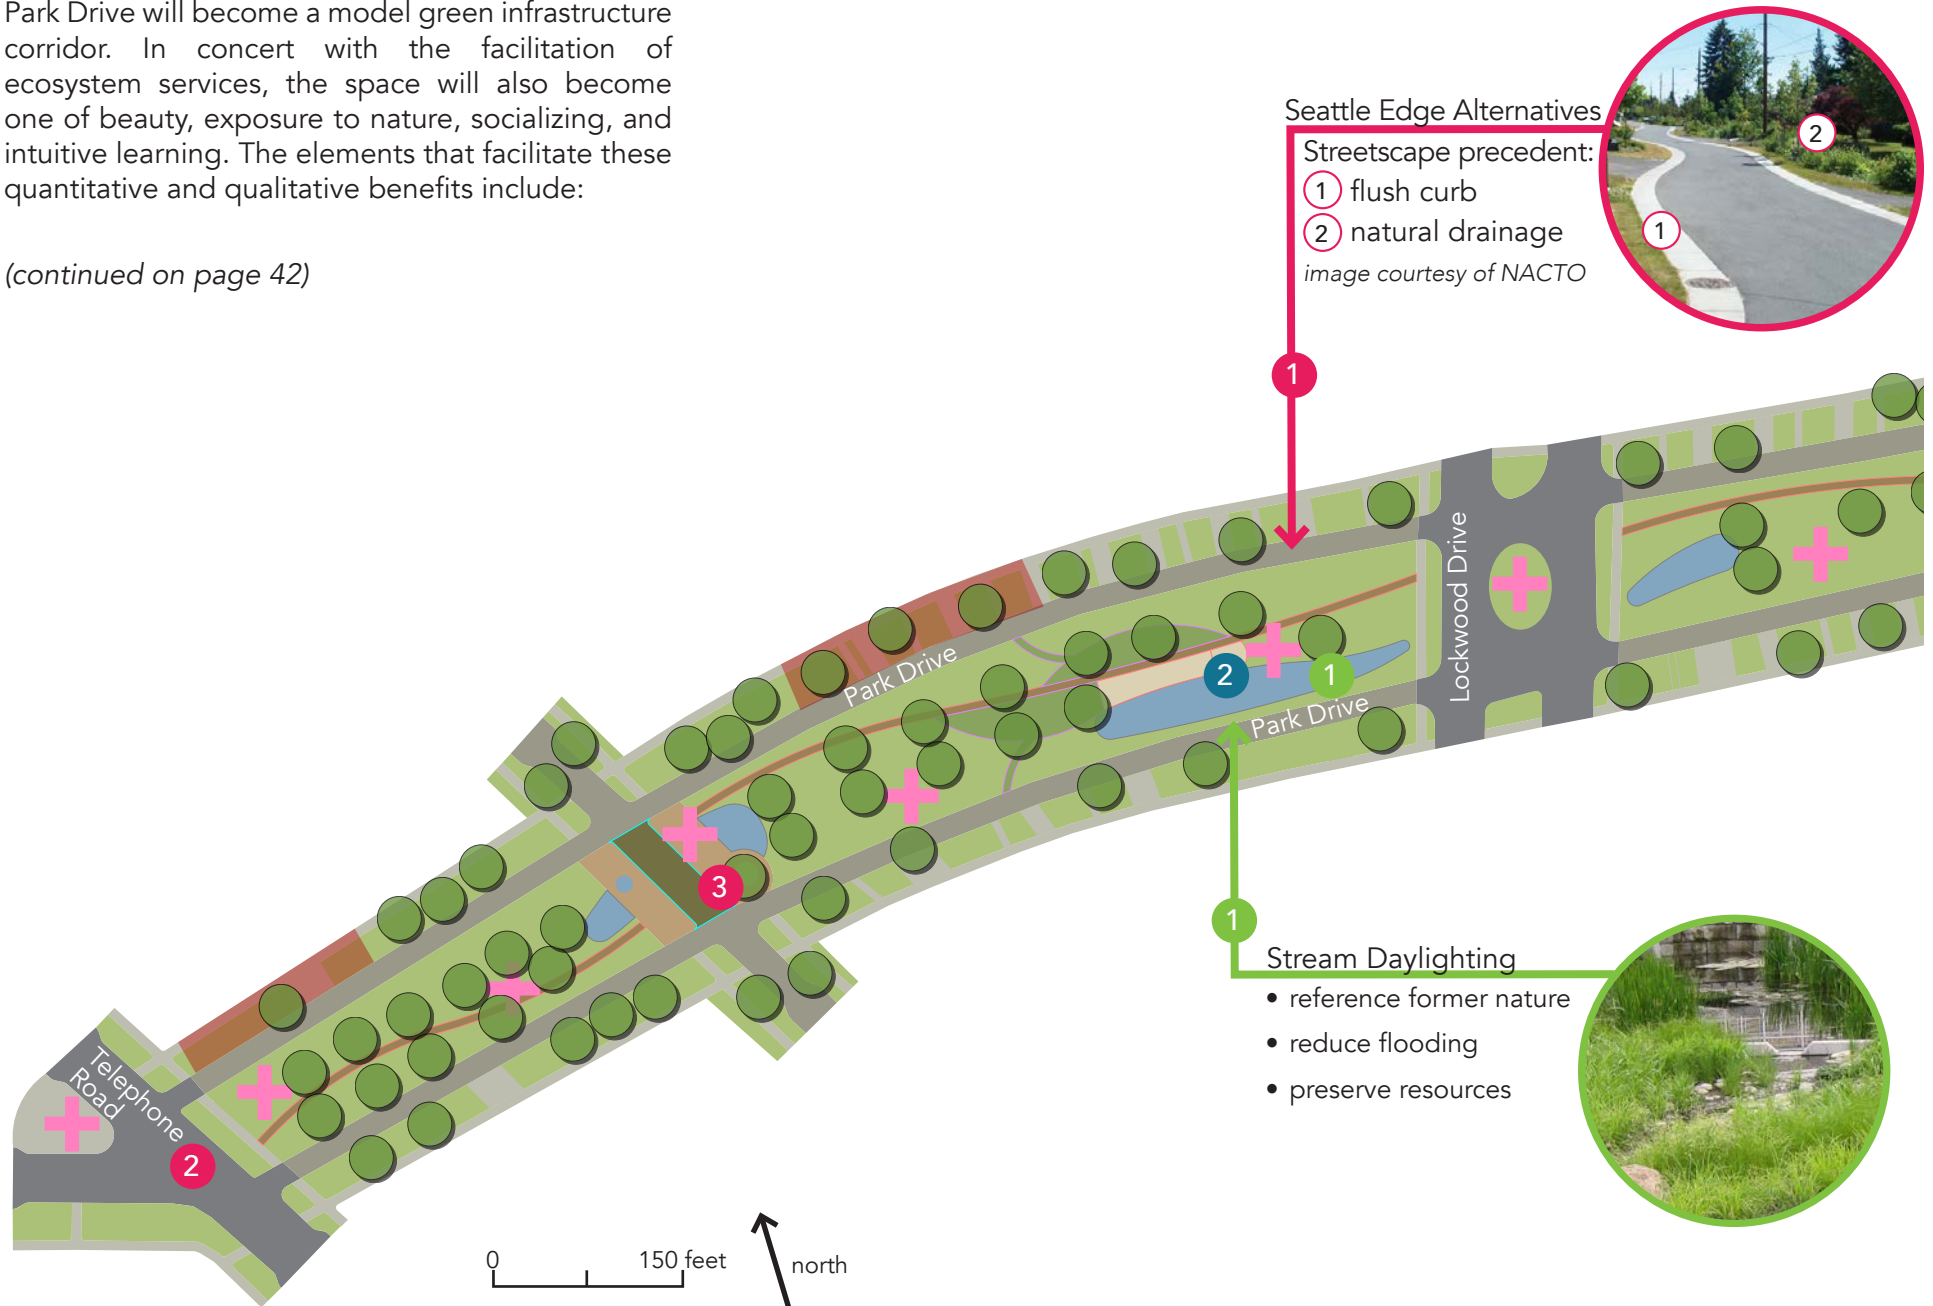 Park Drive will become a model green infrastructure
corridor. In concert with the facilitation of
ecosystem services, the space will also become
one of beauty, exposure to nature, socializing, and
intuitive learning. The elements that facilitate these
quantitative and qualitative benefits include:
(continued on page 42)
Seattle Edge Alternatives
Streetscape precedent:
1 flush curb
2 natural drainage
image courtesy of NACTO
2
1
1
Lockwood Drive
Park Drive
2
1
Park Drive
3
1
Stream Daylighting
• reference former nature
• reduce flooding
• preserve resources
Telephone
Road
2
0
150 feet
north